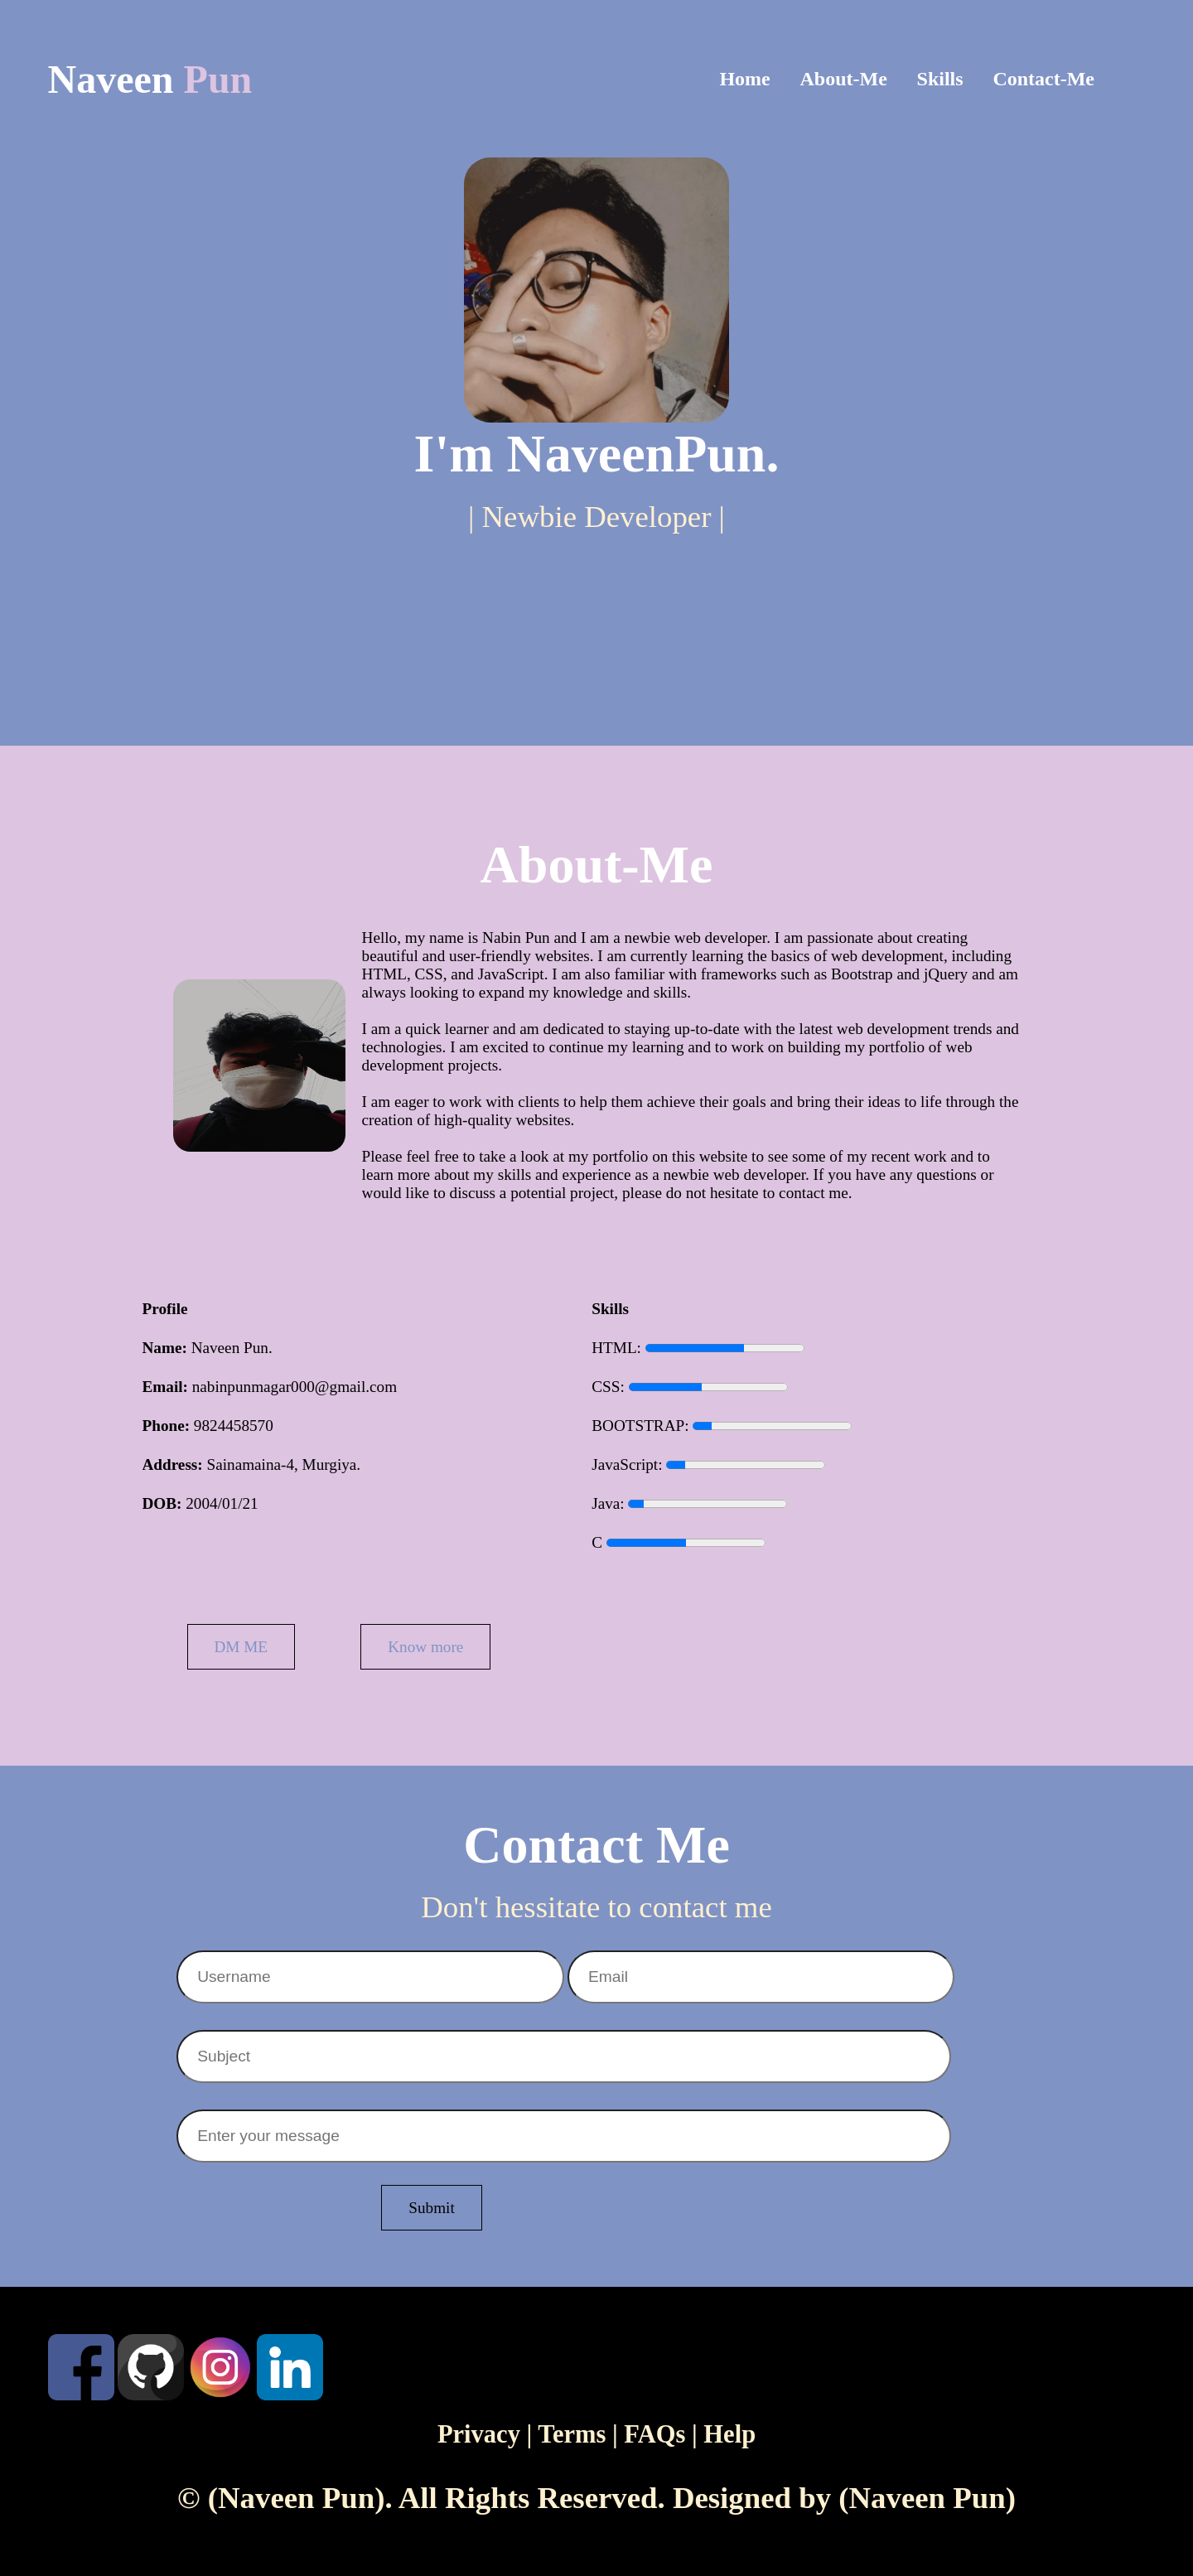 Naveen Pun
Home About-Me Skills Contact-Me
I'm NaveenPun.
| Newbie Developer |
About-Me
Hello, my name is Nabin Pun and I am a newbie web developer. I am passionate about creating
beautiful and user-friendly websites. I am currently learning the basics of web development, including
HTML, CSS, and JavaScript. I am also familiar with frameworks such as Bootstrap and jQuery and am
always looking to expand my knowledge and skills.
I am a quick learner and am dedicated to staying up-to-date with the latest web development trends and
technologies. I am excited to continue my learning and to work on building my portfolio of web
development projects.
I am eager to work with clients to help them achieve their goals and bring their ideas to life through the
creation of high-quality websites.
Please feel free to take a look at my portfolio on this website to see some of my recent work and to
learn more about my skills and experience as a newbie web developer. If you have any questions or
would like to discuss a potential project, please do not hesitate to contact me.
Profile
Name: Naveen Pun.
Email: nabinpunmagar000@gmail.com
Phone: 9824458570
Address: Sainamaina-4, Murgiya.
DOB: 2004/01/21
Skills
HTML:
CSS:
BOOTSTRAP:
JavaScript:
Java:
C
DM ME
Know more
Contact Me
Don't hessitate to contact me
Username
Email
Subject
Enter your message
Submit
in
Privacy | Terms | FAQs | Help
© (Naveen Pun). All Rights Reserved. Designed by (Naveen Pun)